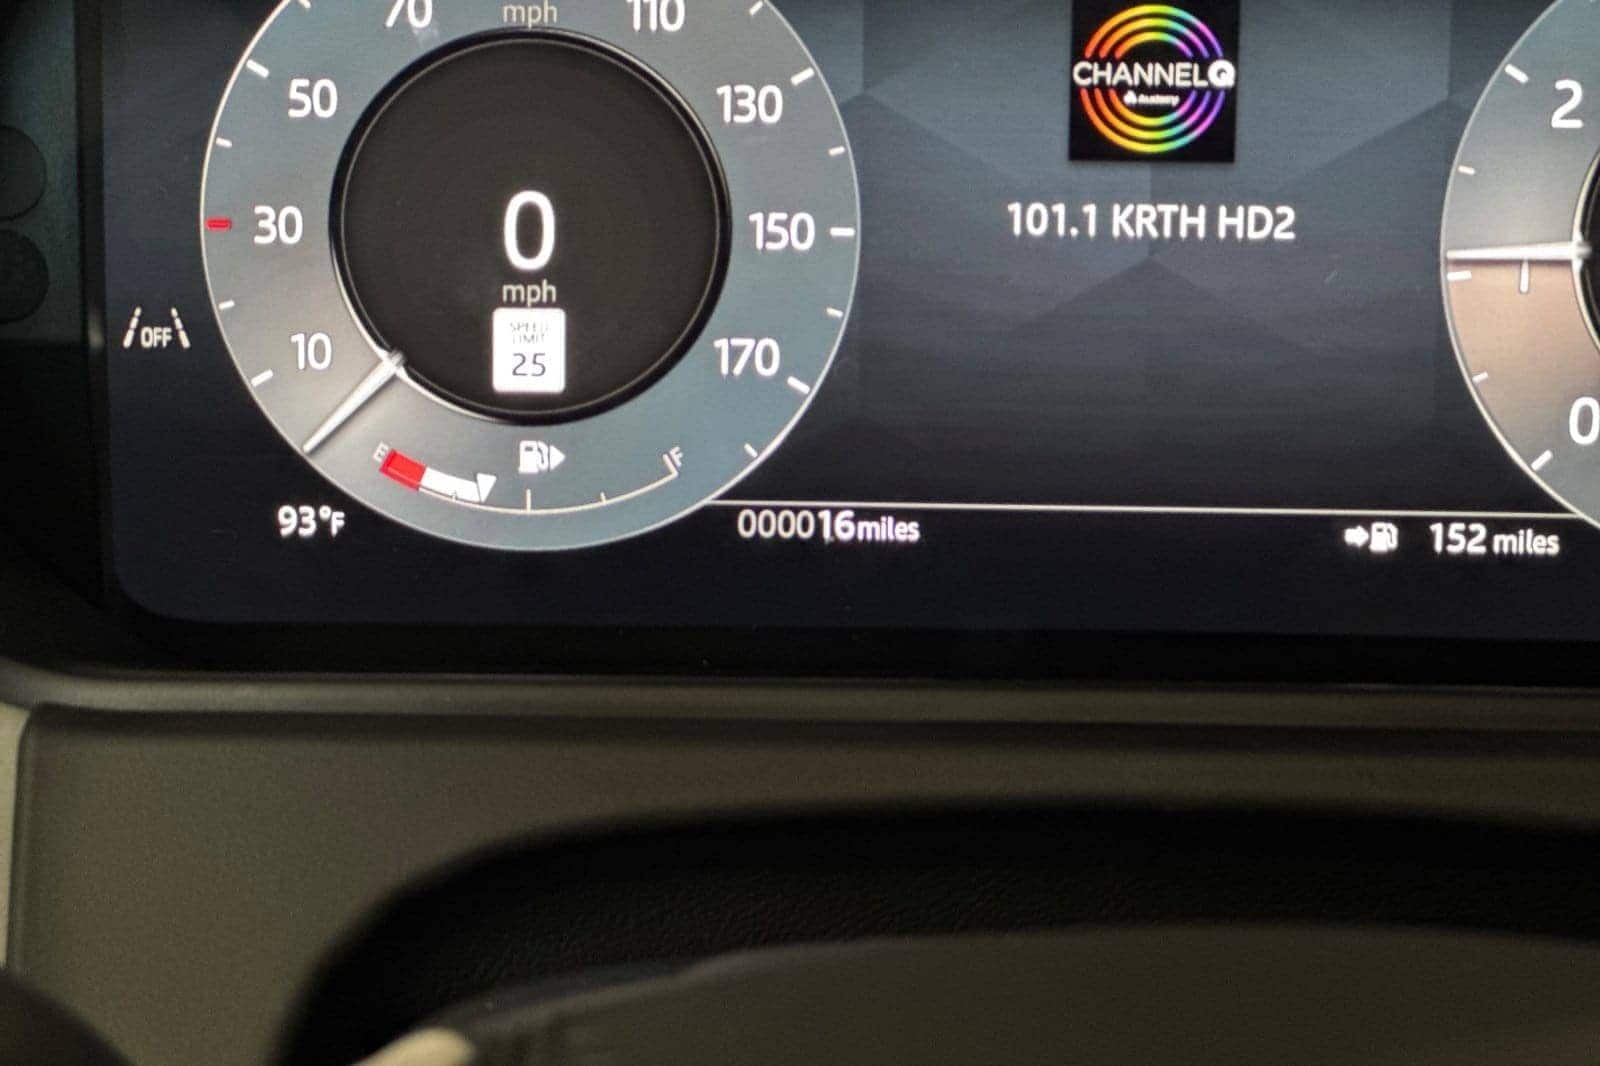 70
mph
110
50
130
30
150
10
170
0
mph
SPEED
LIMIT
25
E
F
OFF
93°F
000016miles
CHANNEL Q
Audacy
101.1 KRTH HD2
2
0
152 miles